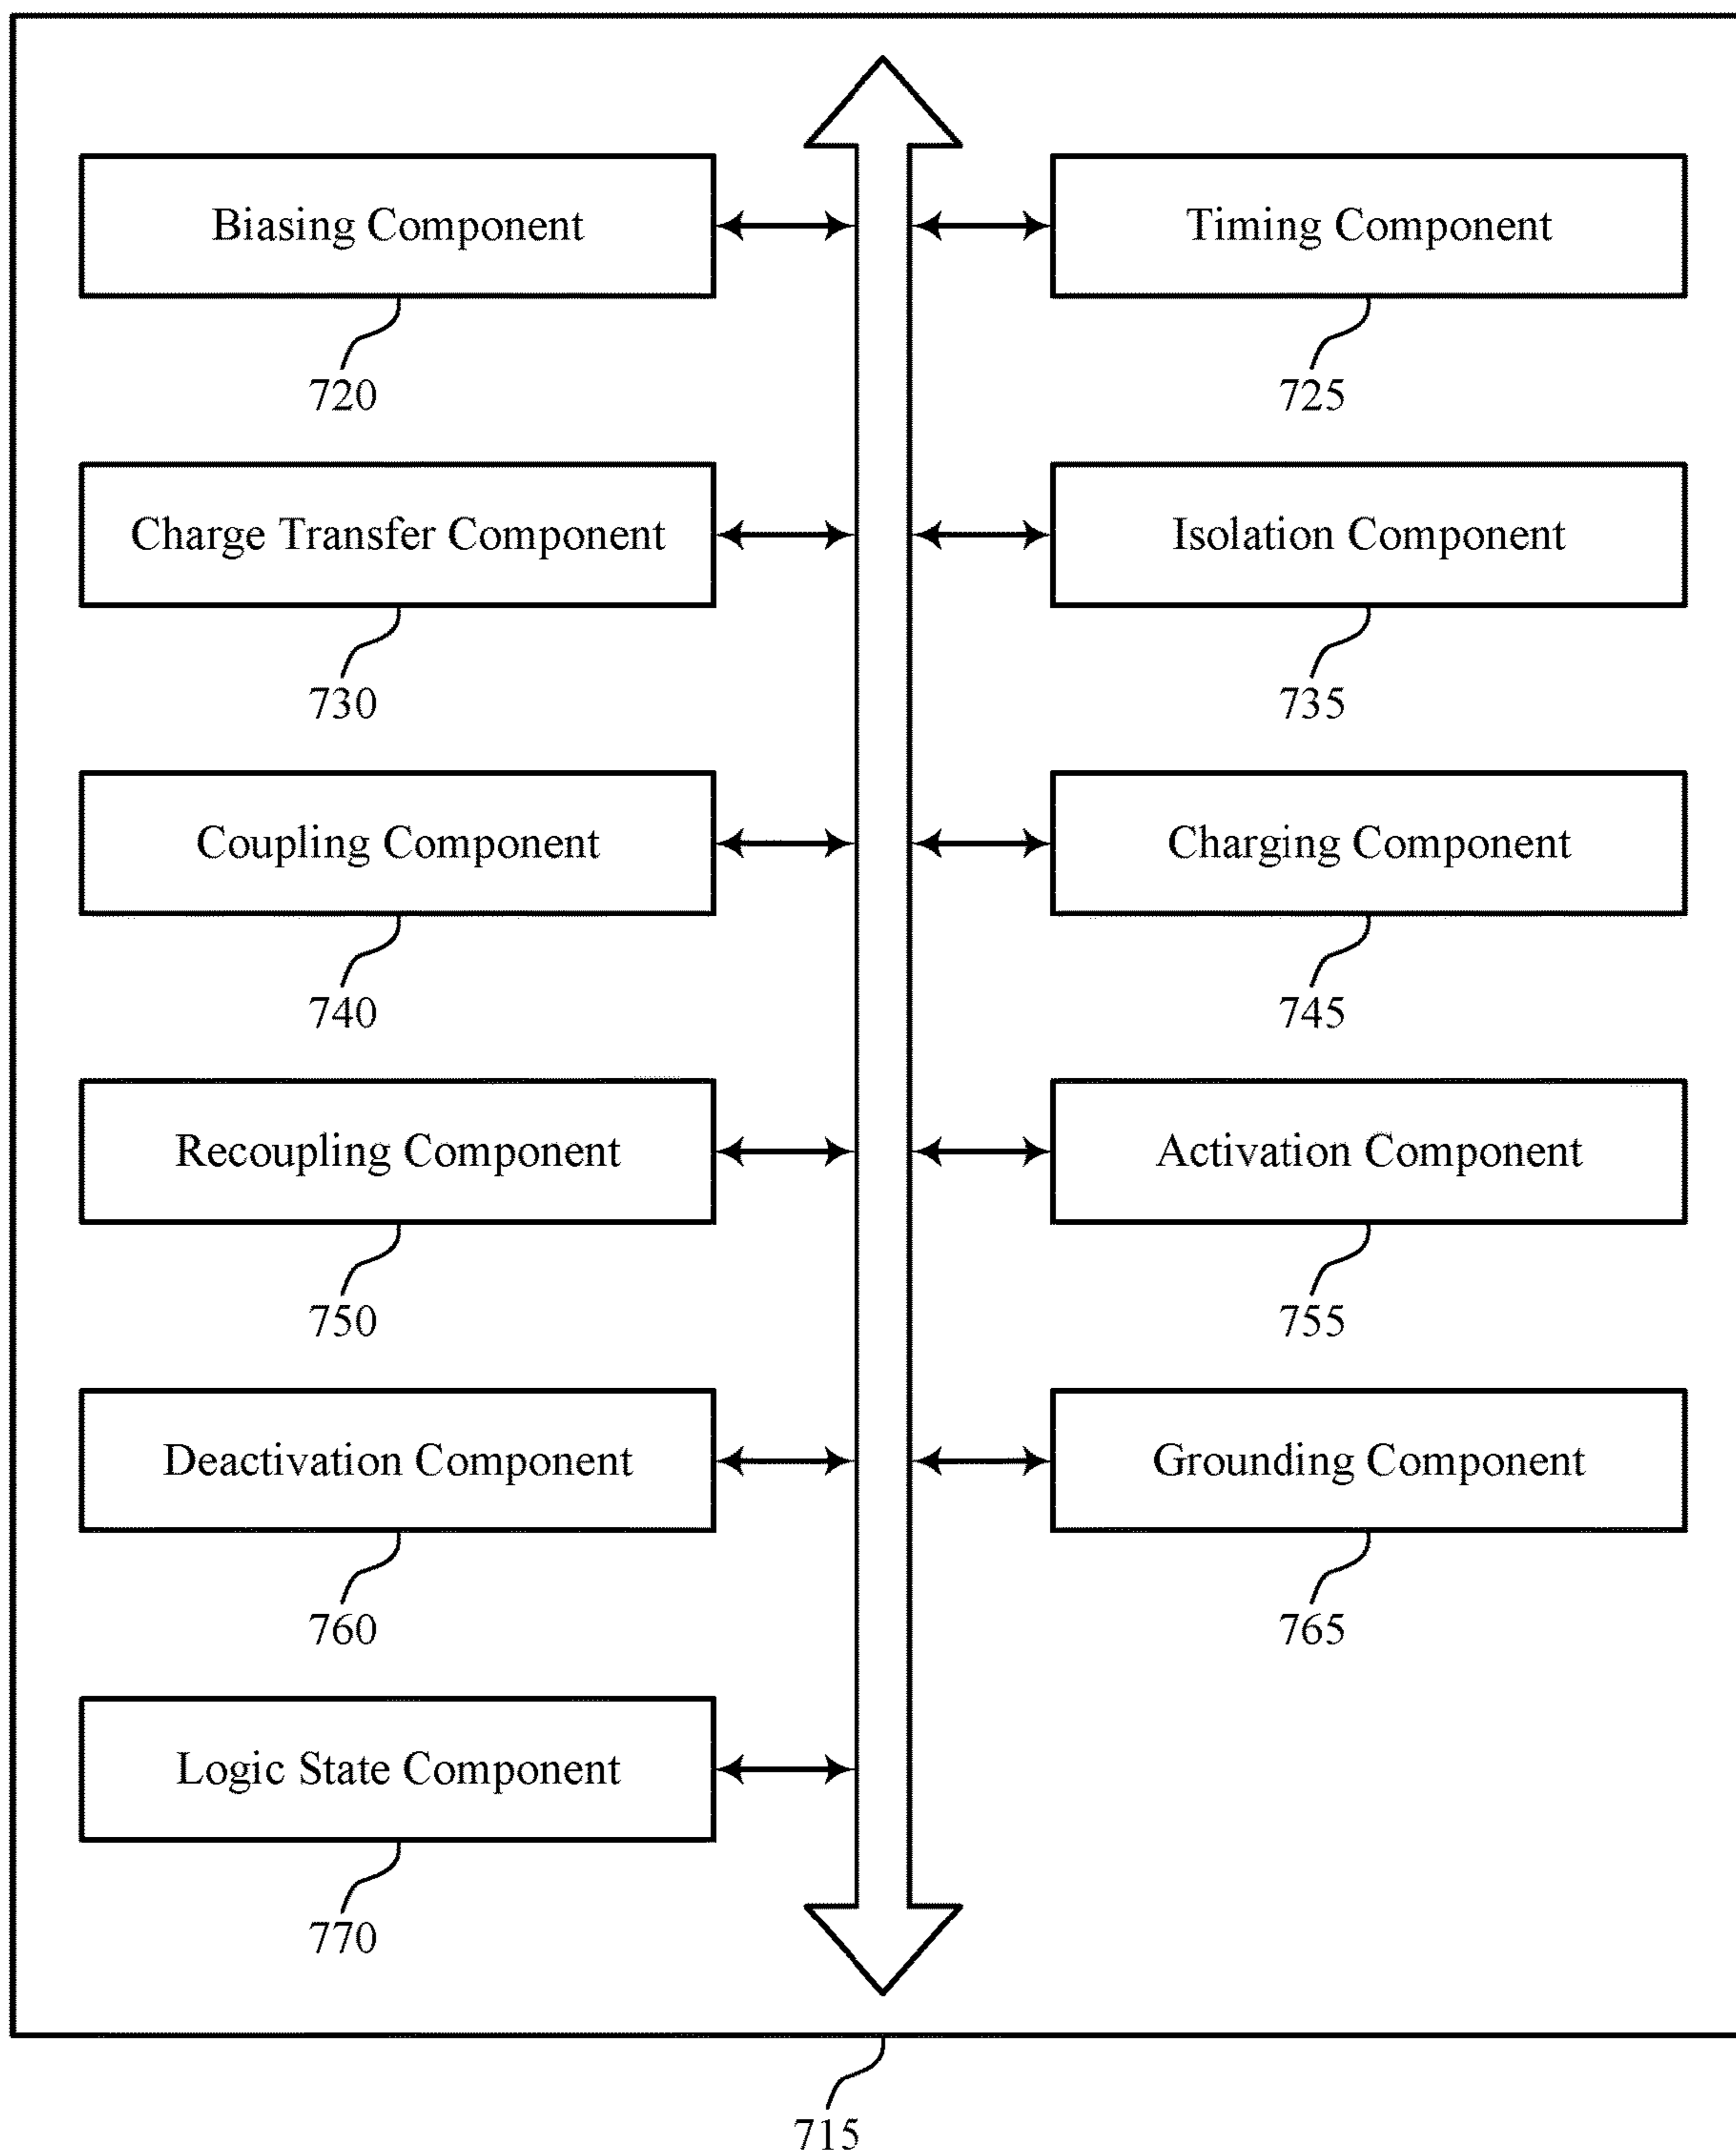 Biasing Component
Timing Component
720
725
Charge Transfer Component
Isolation Component
730
735
Coupling Component
Charging Component
740
745
Recoupling Component
Activation Component
750
755
Deactivation Component
Grounding Component
760
765
Logic State Component
770
715